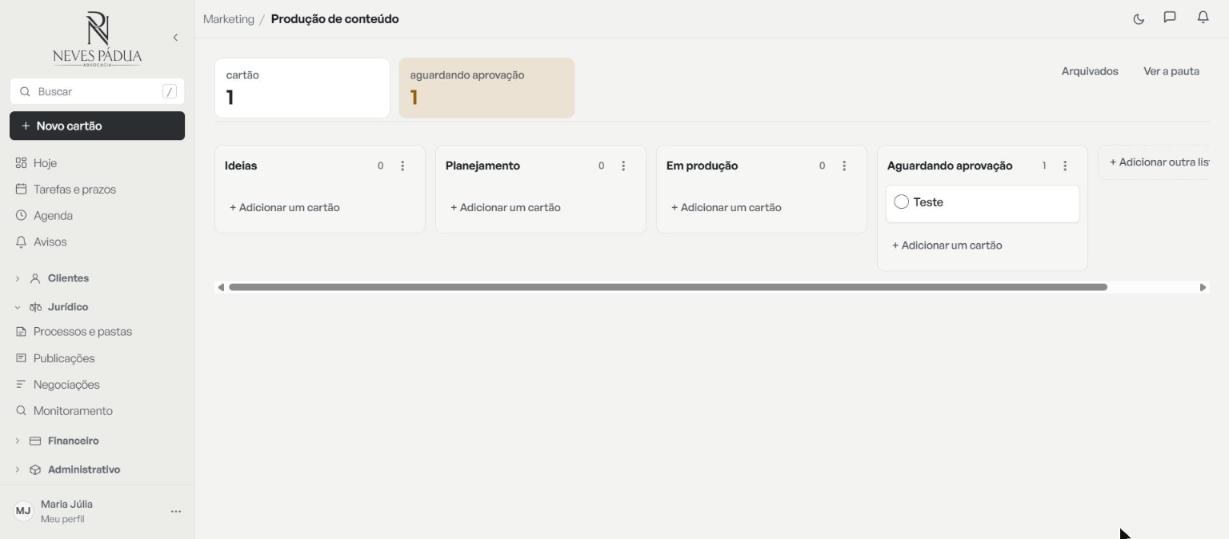 NEVES PÁDUA
ADVOCACIA
Buscar /
+ Novo cartão
Hoje
Tarefas e prazos
Agenda
Avisos
Clientes
Jurídico
Processos e pastas
Publicações
Negociações
Monitoramento
Financeiro
Administrativo
MJ
Maria Júlia
Meu perfil
Marketing / Produção de conteúdo
cartão
1
aguardando aprovação
1
Arquivados
Ver a pauta
Ideias 0
+ Adicionar um cartão
Planejamento 0
+ Adicionar um cartão
Em produção 0
+ Adicionar um cartão
Aguardando aprovação 1
Teste
+ Adicionar um cartão
+ Adicionar outra lis